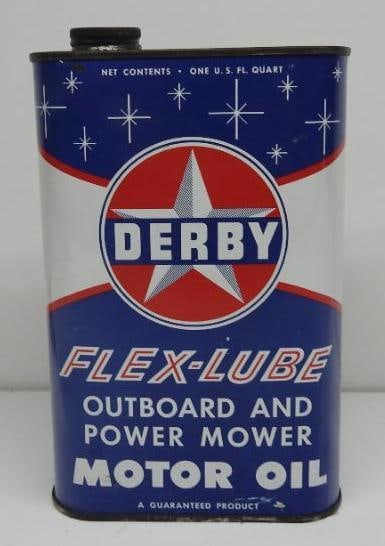 NET CONTENTS • ONE U.S. FL. QUART
DERBY
FLEX-LUBE
OUTBOARD AND
POWER MOWER
MOTOR OIL
A GUARANTEED PRODUCT